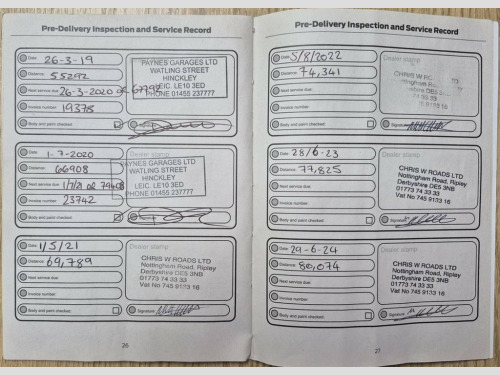 Pre-Delivery Inspection and Service Record
Date: 26-3-19
Distance: 55292
Next service due: 26-3-2020 or
Invoice number: 19378
Body and paint checked:
PAYNES GARAGES LTD
WATLING STREET
HINCKLEY
LEIC. LE10 3ED
PHONE 01455 237777
Signature:
Date: 1-7-2020
Distance: 66908
Next service due: 1/7/21 or
Invoice number: 23742
Body and paint checked:
Dealer stamp
PAYNES GARAGES LTD
WATLING STREET
HINCKLEY
LEIC. LE10 3ED
PHONE 01455 237777
Signature:
Date: 1/5/21
Distance: 69,789
Next service due:
Invoice number:
Body and paint checked:
Dealer stamp
CHRIS W ROADS LTD
Nottingham Road, Ripley
Derbyshire DE5 3NB
01773 74 33 33
Vat No 745 9133 16
Signature:
26
Pre-Delivery Inspection and Service Record
Date: 5/8/2022
Distance: 74,341
Next service due:
Invoice number:
Body and paint checked:
Dealer stamp
CHRIS W
Signature:
Date: 28/6-23
Distance: 77,825
Next service due:
Invoice number:
Body and paint checked:
Dealer stamp
CHRIS W ROADS LTD
Nottingham Road, Ripley
Derbyshire DE5 3NB
01773 74 33 33
Vat No 745 9133 16
Signature:
Date: 29-6-24
Distance: 80,074
Next service due:
Invoice number:
Body and paint checked:
Dealer stamp
CHRIS W ROADS LTD
Nottingham Road, Ripley
Derbyshire DE5 3NB
01773 74 33 33
Vat No 745 9133 16
Signature:
27